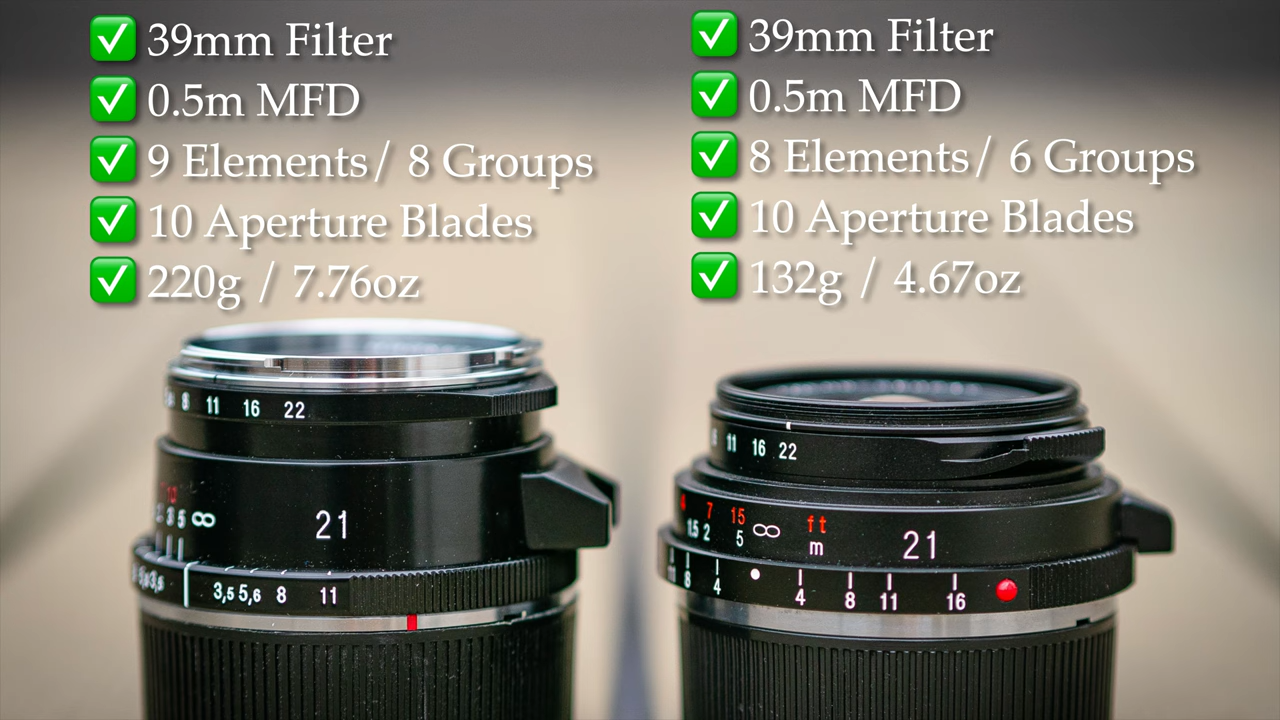 39mm Filter
0.5m MFD
9 Elements/ 8 Groups
10 Aperture Blades
220g / 7.76oz
39mm Filter
0.5m MFD
8 Elements/ 6 Groups
10 Aperture Blades
132g / 4.67oz
8 11 16 22
3 5 ∞
21
3,5 5,6 8 11
11 16 22
4 7 15 ft
1.5 2 5 ∞ m
21
8 4 4 8 11 16